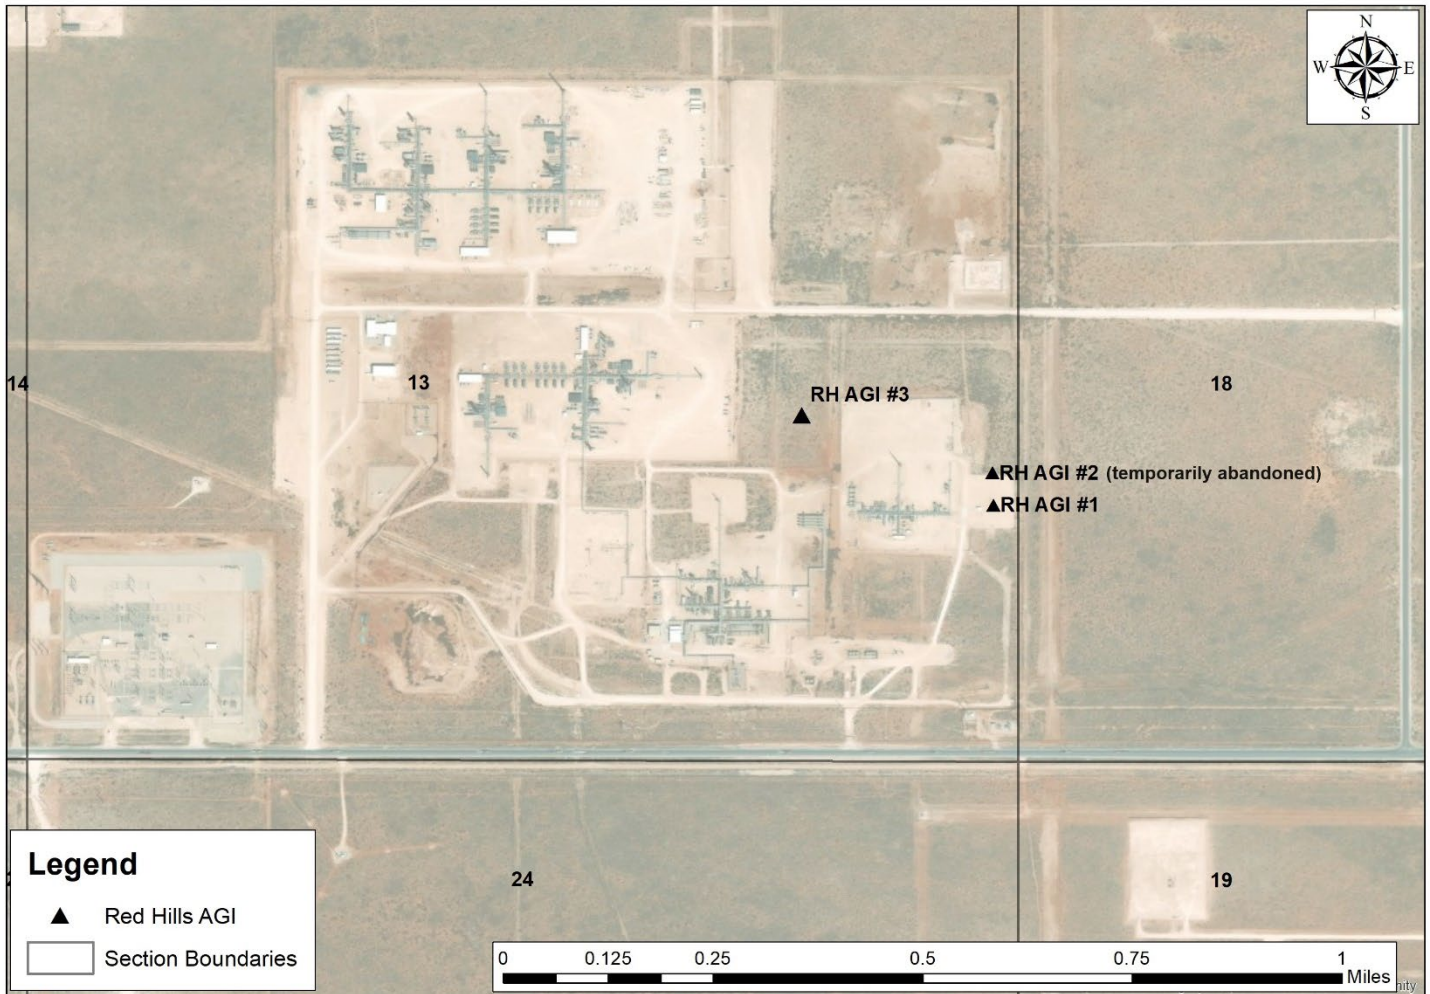 N
W E
S
14
13
18
RH AGI #3
RH AGI #2 (temporarily abandoned)
RH AGI #1
Legend
Red Hills AGI
Section Boundaries
24
19
0 0.125 0.25 0.5 0.75 1
Miles